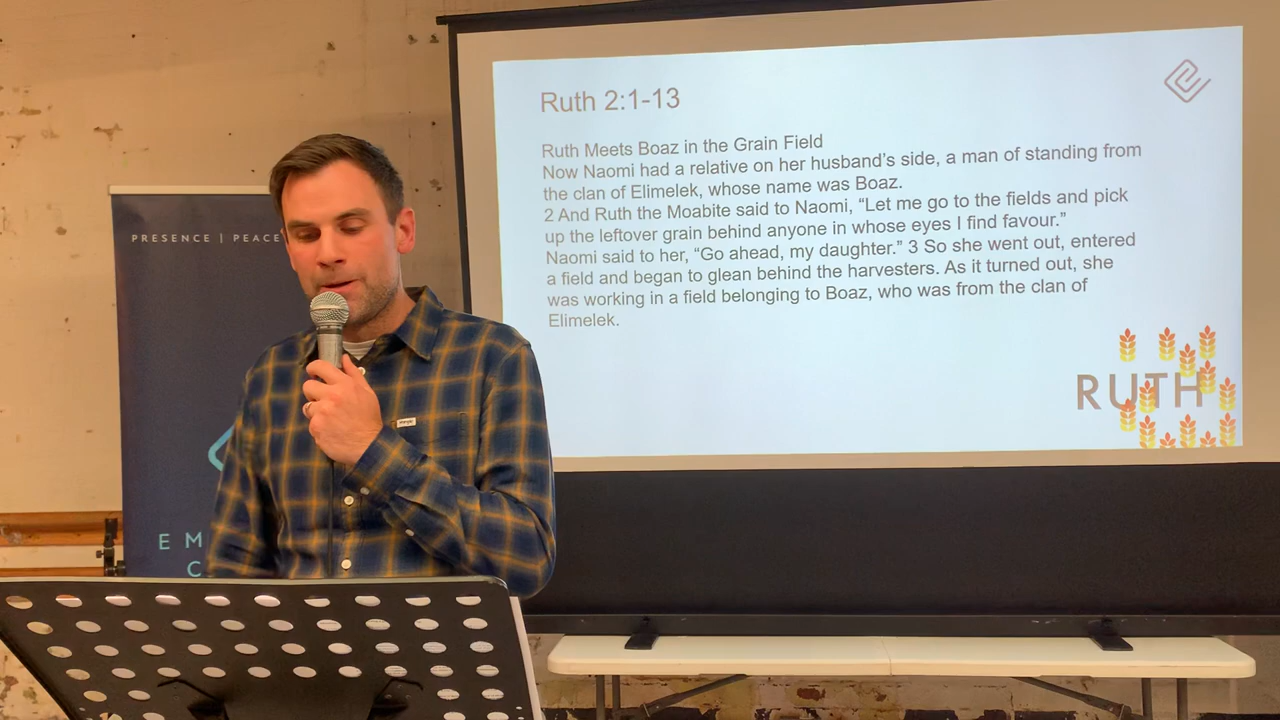 Ruth 2:1-13
Ruth Meets Boaz in the Grain Field
Now Naomi had a relative on her husband’s side, a man of standing from
the clan of Elimelek, whose name was Boaz.
2 And Ruth the Moabite said to Naomi, “Let me go to the fields and pick
up the leftover grain behind anyone in whose eyes I find favour.”
Naomi said to her, “Go ahead, my daughter.” 3 So she went out, entered
a field and began to glean behind the harvesters. As it turned out, she
was working in a field belonging to Boaz, who was from the clan of
Elimelek.
RUTH
PRESENCE | PEACE
E M
C